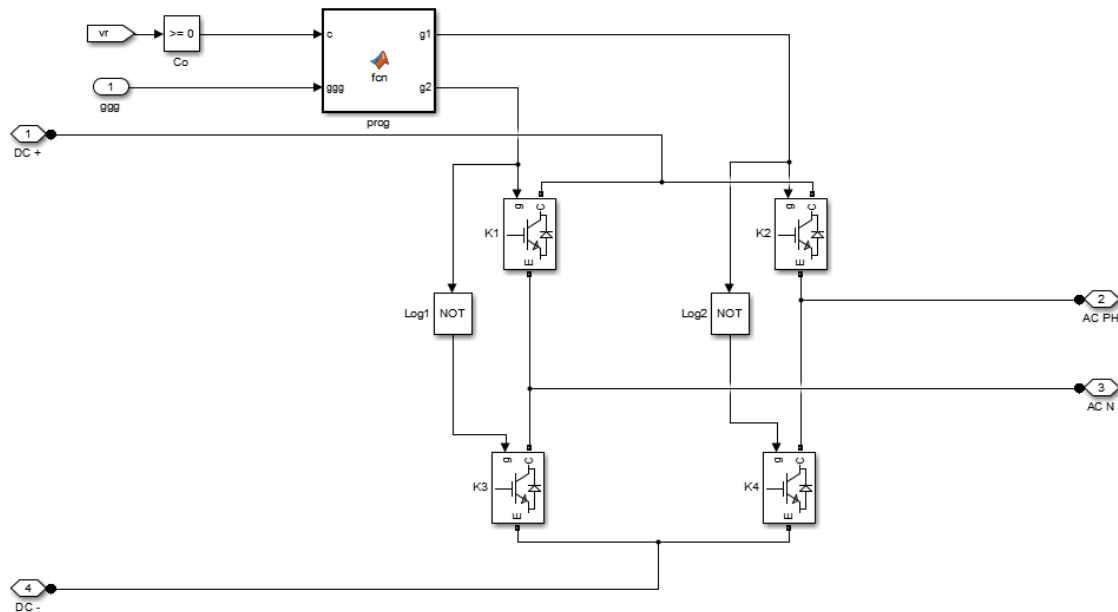 vr
>= 0
Co
1
ggg
c
ggg
fcn
g1
g2
prog
1
DC +
g
C
E
K1
g
C
E
K2
Log1
NOT
Log2
NOT
2
AC PH
3
AC N
g
C
E
K3
g
C
E
K4
4
DC -